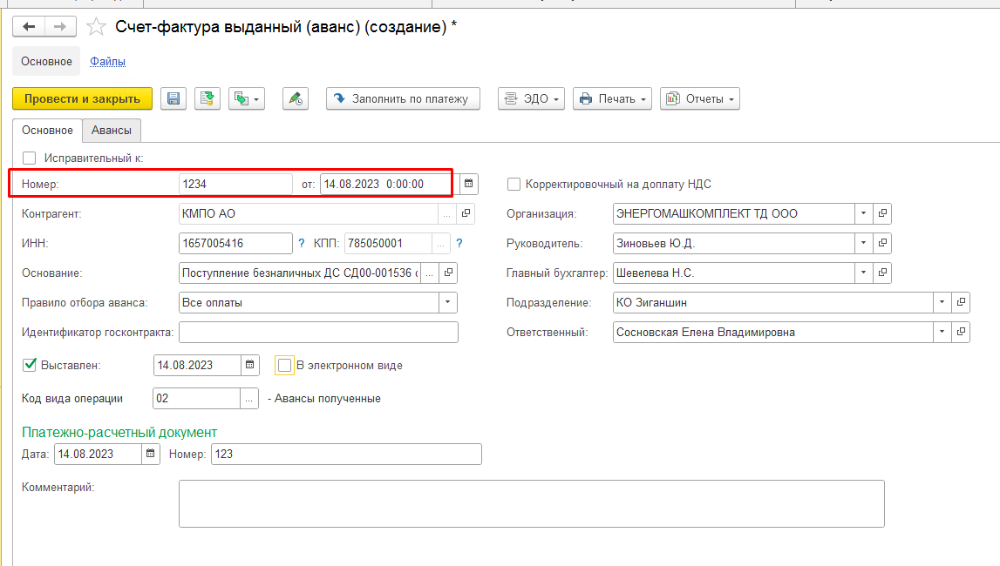 Счет-фактура выданный (аванс) (создание) *
Основное Файлы
Провести и закрыть Заполнить по платежу ЭДО Печать Отчеты
Основное Авансы
Исправительный к:
Номер: 1234 от: 14.08.2023 0:00:00 Корректировочный на доплату НДС
Контрагент: КМПО АО ... Организация: ЭНЕРГОМАШКОМПЛЕКТ ТД ООО
ИНН: 1657005416 ? КПП: 785050001 ... ? Руководитель: Зиновьев Ю.Д.
Основание: Поступление безналичных ДС СД00-001536 ... Главный бухгалтер: Шевелева Н.С.
Правило отбора аванса: Все оплаты Подразделение: КО Зиганшин
Идентификатор госконтракта: Ответственный: Сосновская Елена Владимировна
Выставлен: 14.08.2023 В электронном виде
Код вида операции 02 ... - Авансы полученные
Платежно-расчетный документ
Дата: 14.08.2023 Номер: 123
Комментарий: